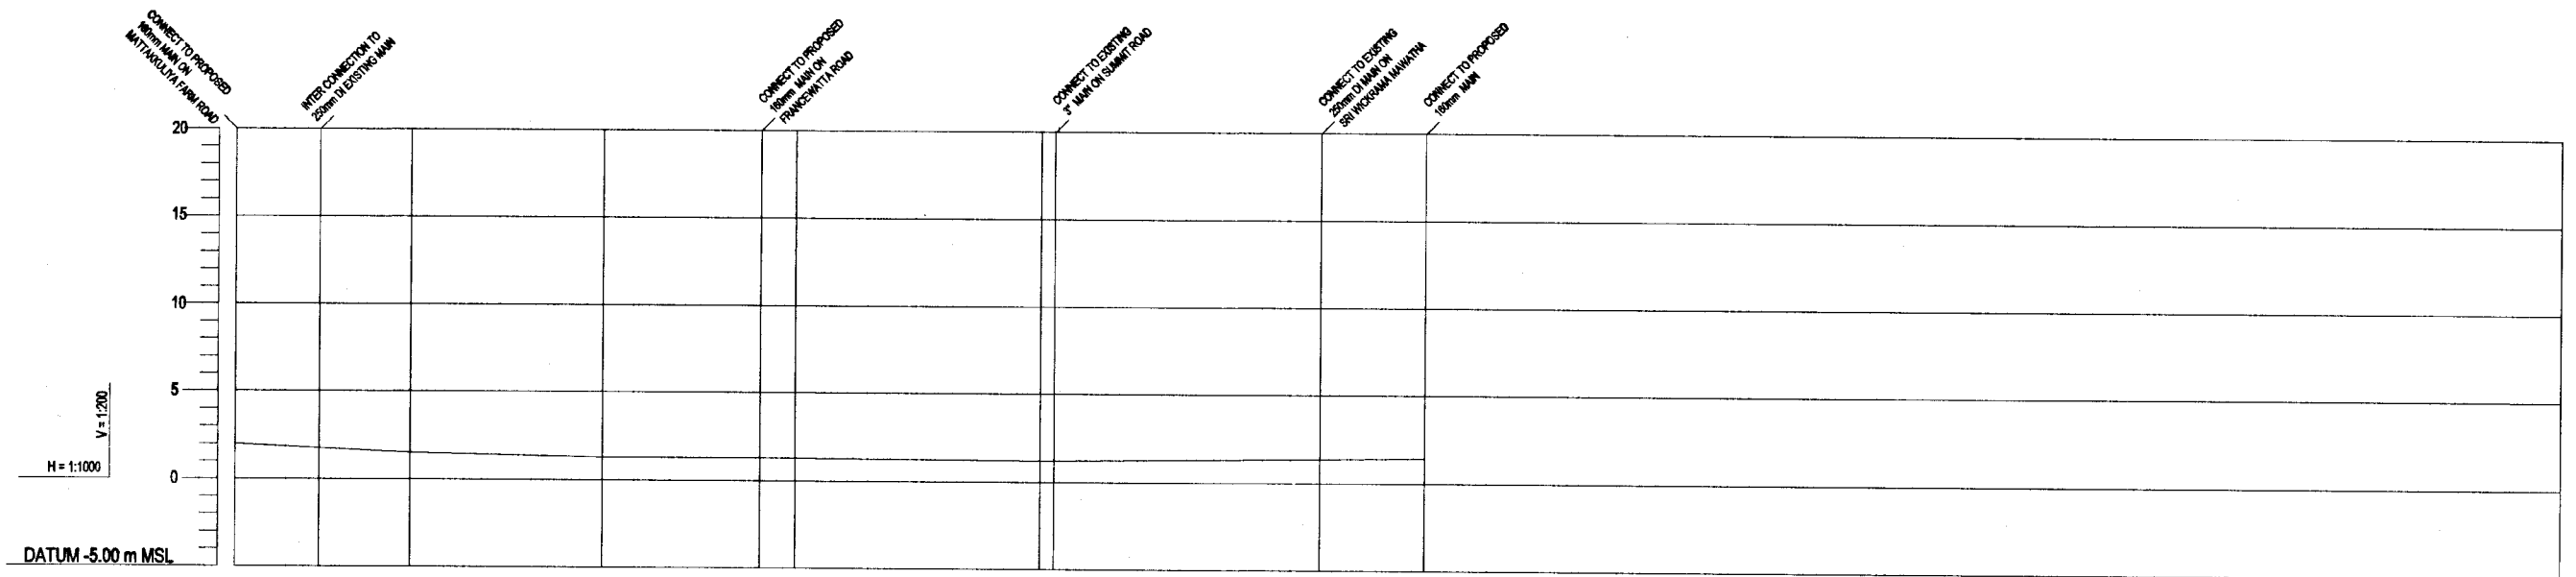 CONNECT TO PROPOSED
160mm MAIN ON
MATTAKKULIYA FARM ROAD
INTER CONNECTION TO
250mm DI EXISTING MAIN
CONNECT TO PROPOSED
160mm MAIN ON
FRANCEWATTA ROAD
CONNECT TO EXISTING
3" MAIN ON SUMMIT ROAD
CONNECT TO EXISTING
250mm DI MAIN ON
SRI WICKRAMA MAWATHA
CONNECT TO PROPOSED
160mm MAIN
20
15
10
5
V = 1:200
H = 1:1000
0
DATUM -5.00 m MSL